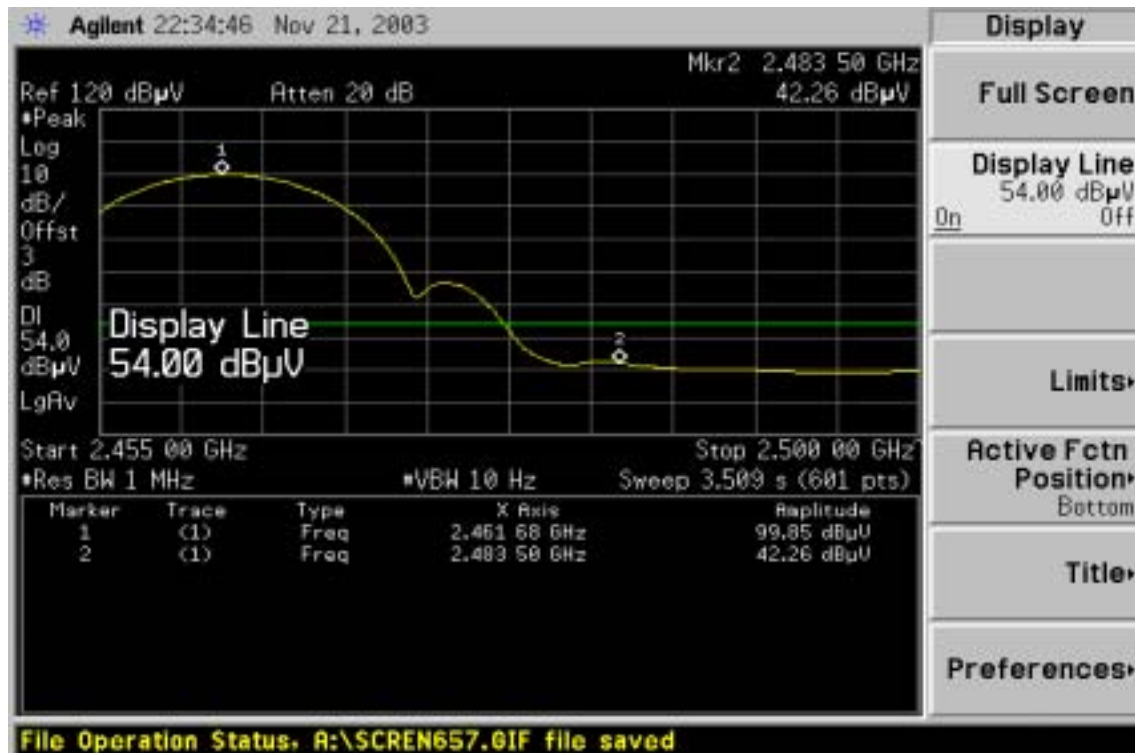 Agilent 22:34:46 Nov 21, 2003
Mkr2 2.483 50 GHz
Ref 120 dBµV Atten 20 dB 42.26 dBµV
#Peak
Log
10
dB/
Offst
3
dB
DI
54.0
dBµV
LgAv
1
2
Display Line
54.00 dBµV
Start 2.455 00 GHz Stop 2.500 00 GHz
#Res BW 1 MHz #VBW 10 Hz Sweep 3.509 s (601 pts)
Marker Trace Type X Axis Amplitude
1 (1) Freq 2.461 68 GHz 99.85 dBµV
2 (1) Freq 2.483 50 GHz 42.26 dBµV
File Operation Status, A:\SCREN657.GIF file saved
Display
Full Screen
Display Line
54.00 dBµV
On Off
Limits
Active Fctn
Position
Bottom
Title
Preferences